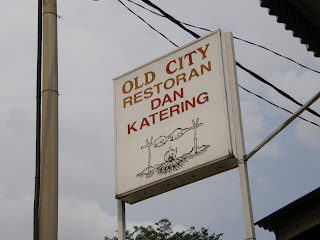 OLD CITY
RESTORAN
DAN
KATERING